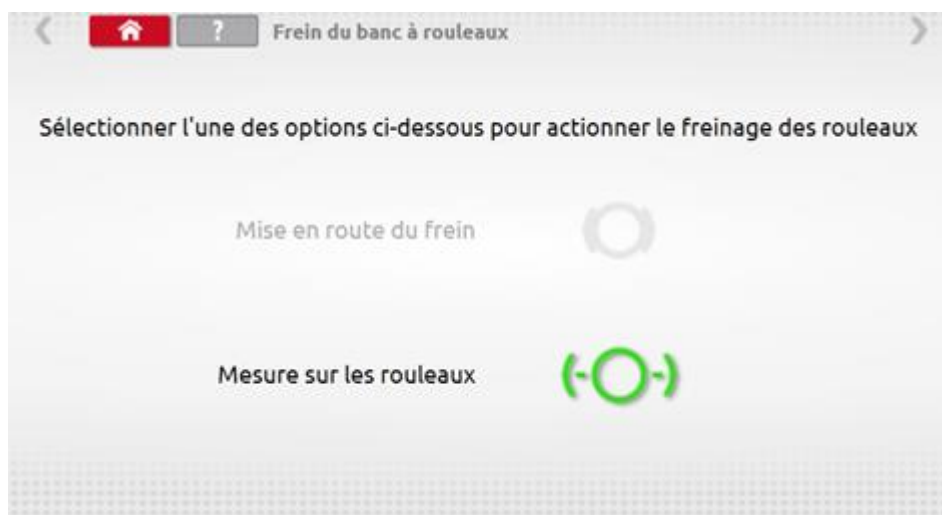 ? Frein du banc à rouleaux
Sélectionner l'une des options ci-dessous pour actionner le freinage des rouleaux
Mise en route du frein
Mesure sur les rouleaux